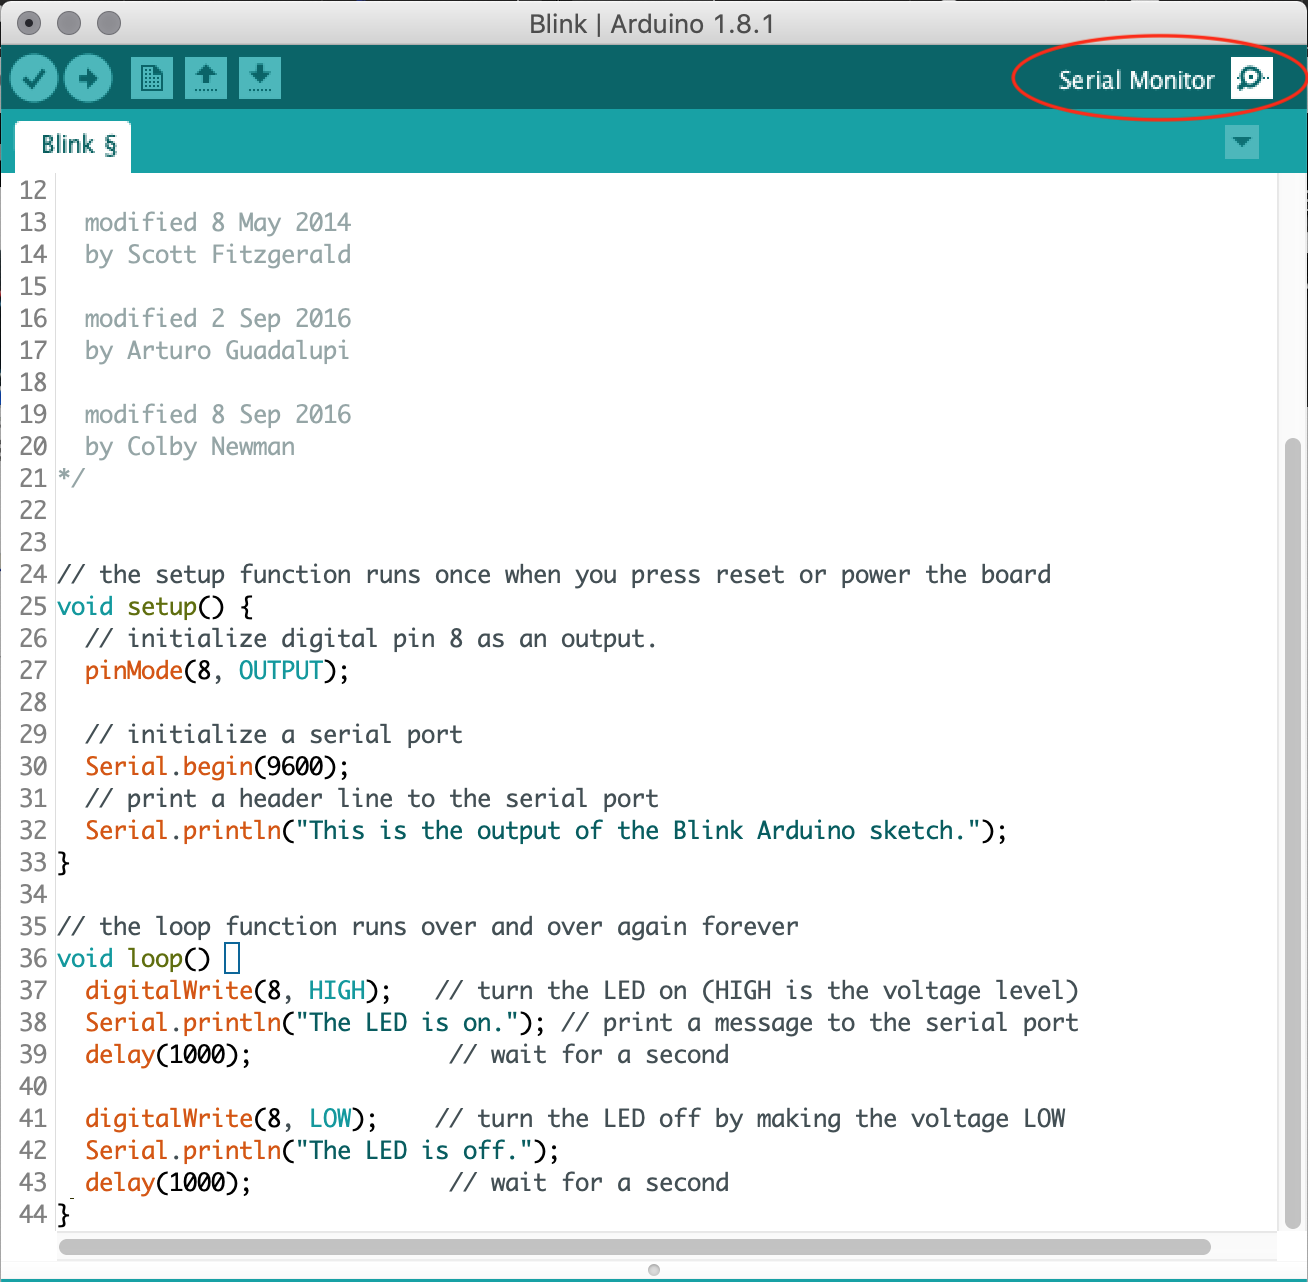 Blink | Arduino 1.8.1
Serial Monitor
Blink §
12
13 modified 8 May 2014
14 by Scott Fitzgerald
15
16 modified 2 Sep 2016
17 by Arturo Guadalupi
18
19 modified 8 Sep 2016
20 by Colby Newman
21 */
22
23
24 // the setup function runs once when you press reset or power the board
25 void setup() {
26 // initialize digital pin 8 as an output.
27 pinMode(8, OUTPUT);
28
29 // initialize a serial port
30 Serial.begin(9600);
31 // print a header line to the serial port
32 Serial.println("This is the output of the Blink Arduino sketch.");
33 }
34
35 // the loop function runs over and over again forever
36 void loop()
37 digitalWrite(8, HIGH); // turn the LED on (HIGH is the voltage level)
38 Serial.println("The LED is on."); // print a message to the serial port
39 delay(1000); // wait for a second
40
41 digitalWrite(8, LOW); // turn the LED off by making the voltage LOW
42 Serial.println("The LED is off.");
43 delay(1000); // wait for a second
44 }